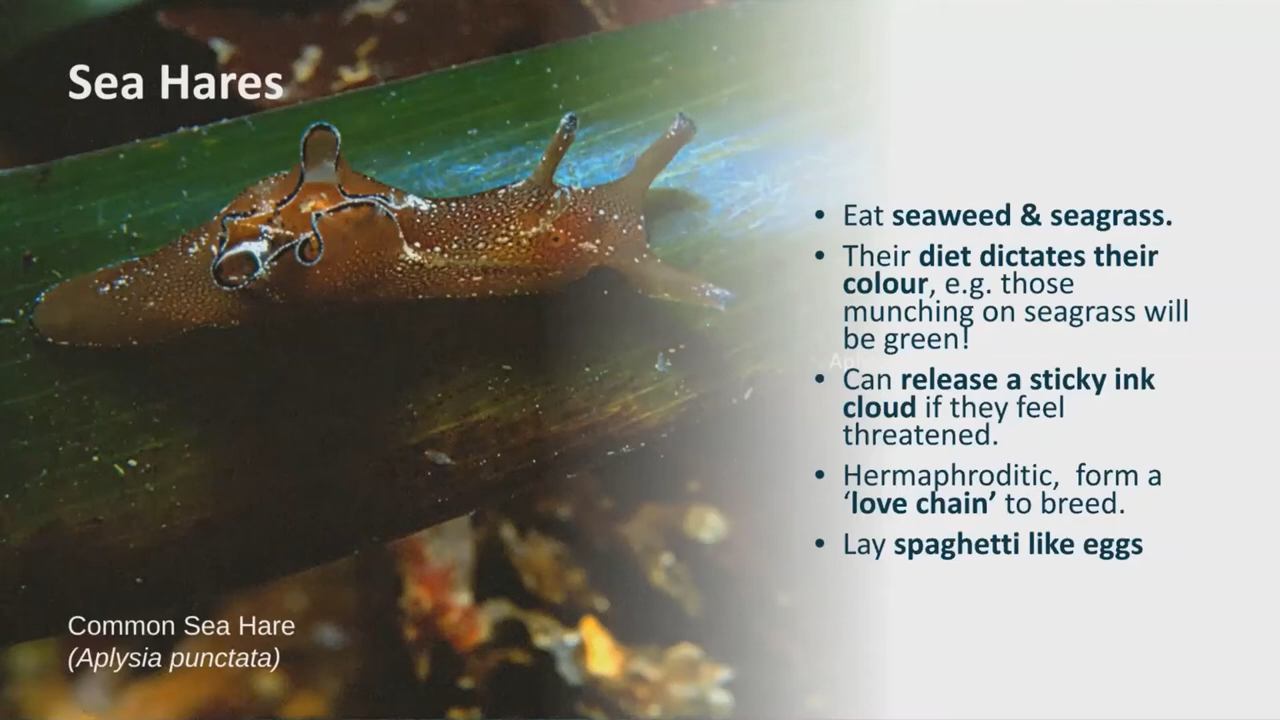 Sea Hares
• Eat seaweed & seagrass.
• Their diet dictates their
colour, e.g. those
munching on seagrass will
be green!
• Can release a sticky ink
cloud if they feel
threatened.
• Hermaphroditic,  form a
‘love chain’ to breed.
• Lay spaghetti like eggs
Common Sea Hare
(Aplysia punctata)